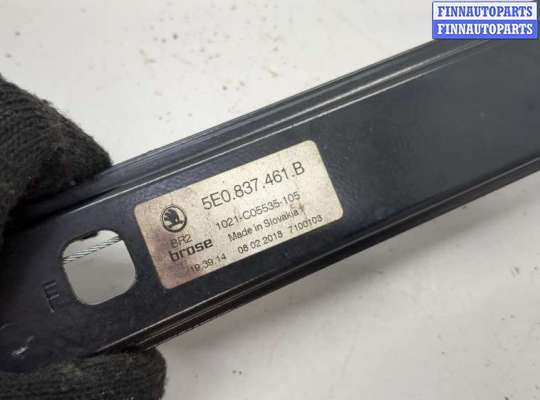 FINNAUTOPARTS
FINNAUTOPARTS
5E0.837.461.B
1021-C05535-105
BR2
brose
Made in Slovakia
19.39.14 08.02.2018 7100103